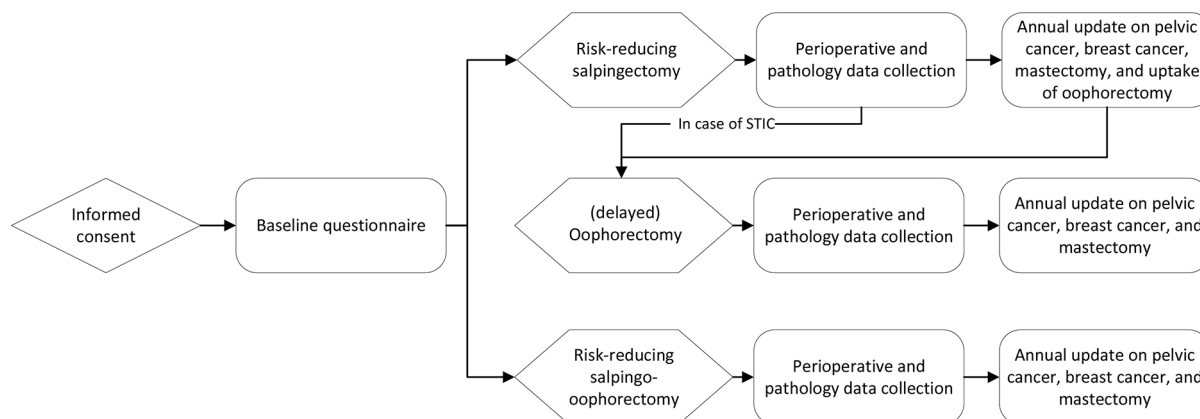 Informed
consent
Baseline questionnaire
Risk-reducing
salpingectomy
Perioperative and
pathology data collection
Annual update on pelvic
cancer, breast cancer,
mastectomy, and uptake
of oophorectomy
In case of STIC
(delayed)
Oophorectomy
Perioperative and
pathology data collection
Annual update on pelvic
cancer, breast cancer, and
mastectomy
Risk-reducing
salpingo-
oophorectomy
Perioperative and
pathology data collection
Annual update on pelvic
cancer, breast cancer, and
mastectomy